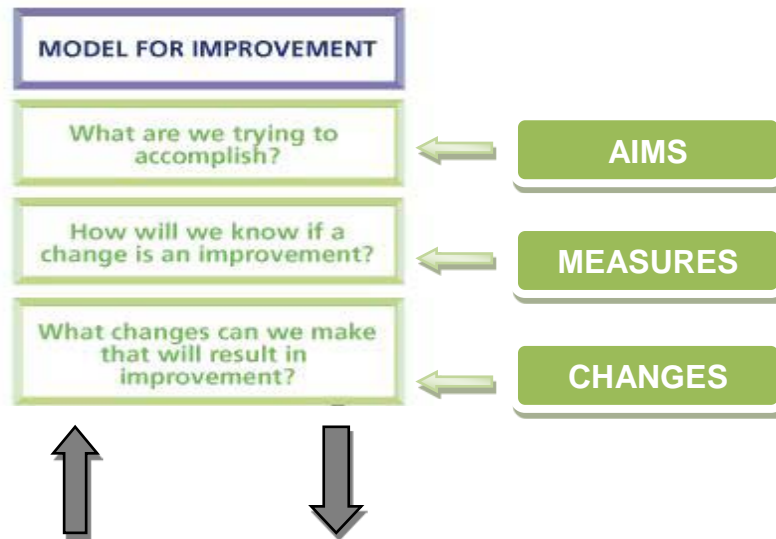 MODEL FOR IMPROVEMENT
What are we trying to
accomplish?
AIMS
How will we know if a
change is an improvement?
MEASURES
What changes can we make
that will result in
improvement?
CHANGES